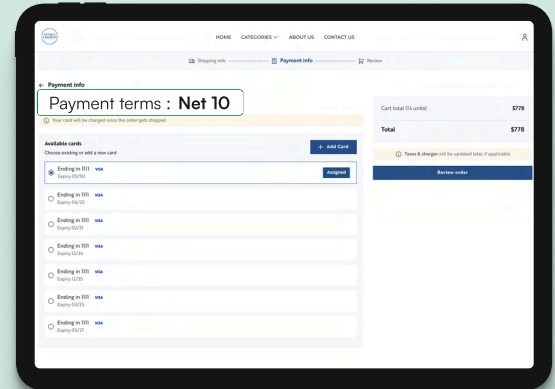 HOME CATEGORIES ABOUT US CONTACT US
Shipping info Payment info Review
← Payment info
Payment terms : Net 10
Your card will be charged once the order gets shipped
Available cards
Choose existing or add a new card
+ Add Card
Ending in 1111 VISA
Expiry 05/50
Assigned
Ending in 1111 VISA
Expiry 06/25
Ending in 1111 VISA
Expiry 02/31
Ending in 1111 VISA
Expiry 12/34
Ending in 1111 VISA
Expiry 12/35
Ending in 1111 VISA
Expiry 03/25
Ending in 1111 VISA
Expiry 05/27
Cart total (14 units) $778
Total $778
Taxes & charges will be updated later, if applicable
Review order